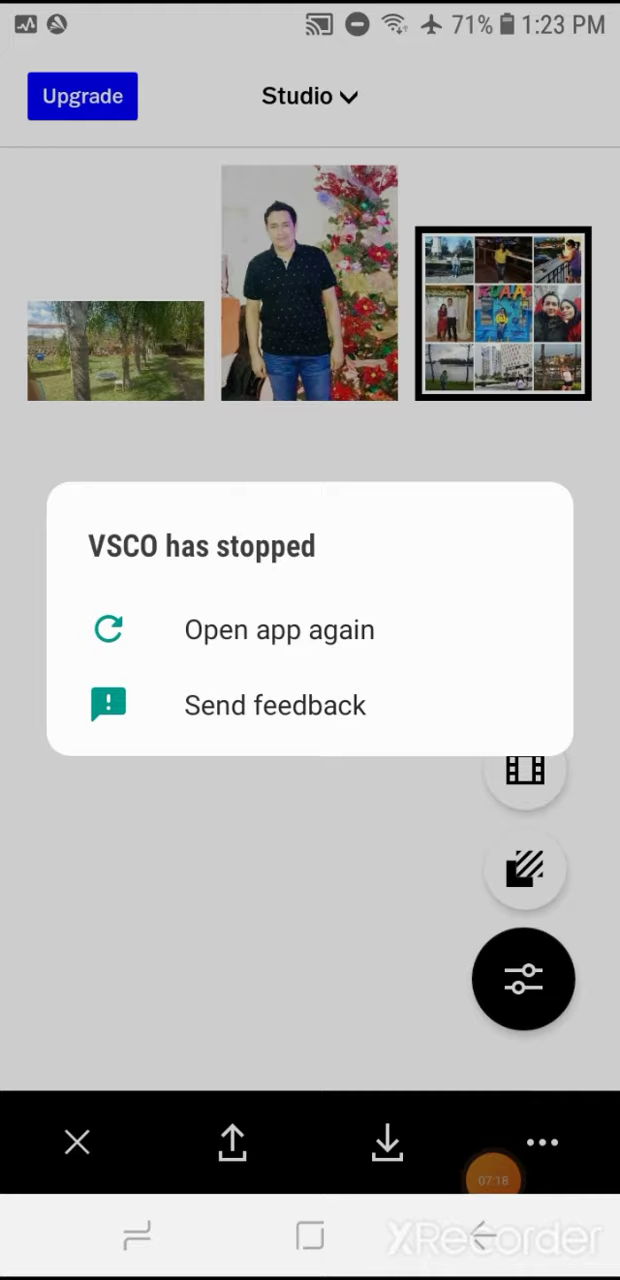 71% 1:23 PM
Upgrade
Studio
VSCO has stopped
Open app again
Send feedback
07:18
XRecorder